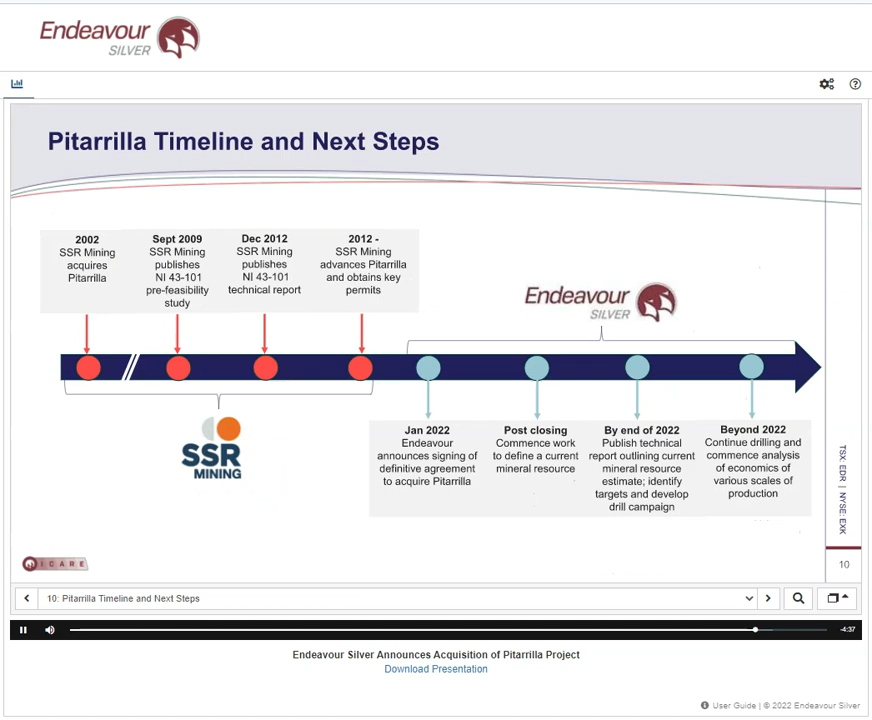 Endeavour
SILVER
Pitarrilla Timeline and Next Steps
2002
SSR Mining
acquires
Pitarrilla
Sept 2009
SSR Mining
publishes
NI 43-101
pre-feasibility
study
Dec 2012
SSR Mining
publishes
NI 43-101
technical report
2012 -
SSR Mining
advances Pitarrilla
and obtains key
permits
Endeavour
SILVER
SSR
MINING
Jan 2022
Endeavour
announces signing of
definitive agreement
to acquire Pitarrilla
Post closing
Commence work
to define a current
mineral resource
By end of 2022
Publish technical
report outlining current
mineral resource
estimate; identify
targets and develop
drill campaign
Beyond 2022
Continue drilling and
commence analysis
of economics of
various scales of
production
TSX: EDR | NYSE: EXK
ICARE
10
10: Pitarrilla Timeline and Next Steps
-4:37
Endeavour Silver Announces Acquisition of Pitarrilla Project
Download Presentation
User Guide | © 2022 Endeavour Silver